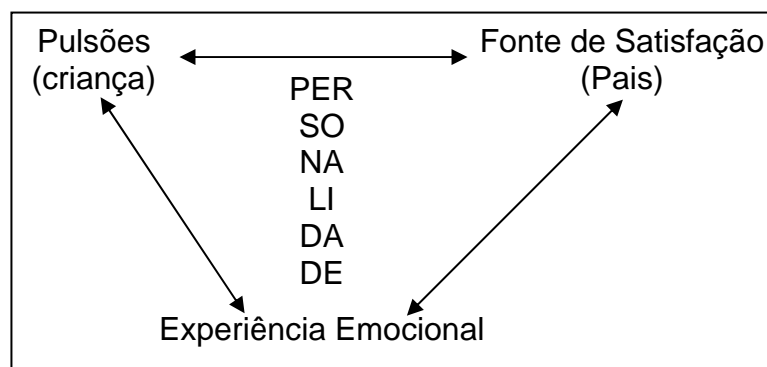 Pulsões
(criança)
Fonte de Satisfação
(Pais)
PER
SO
NA
LI
DA
DE
Experiência Emocional